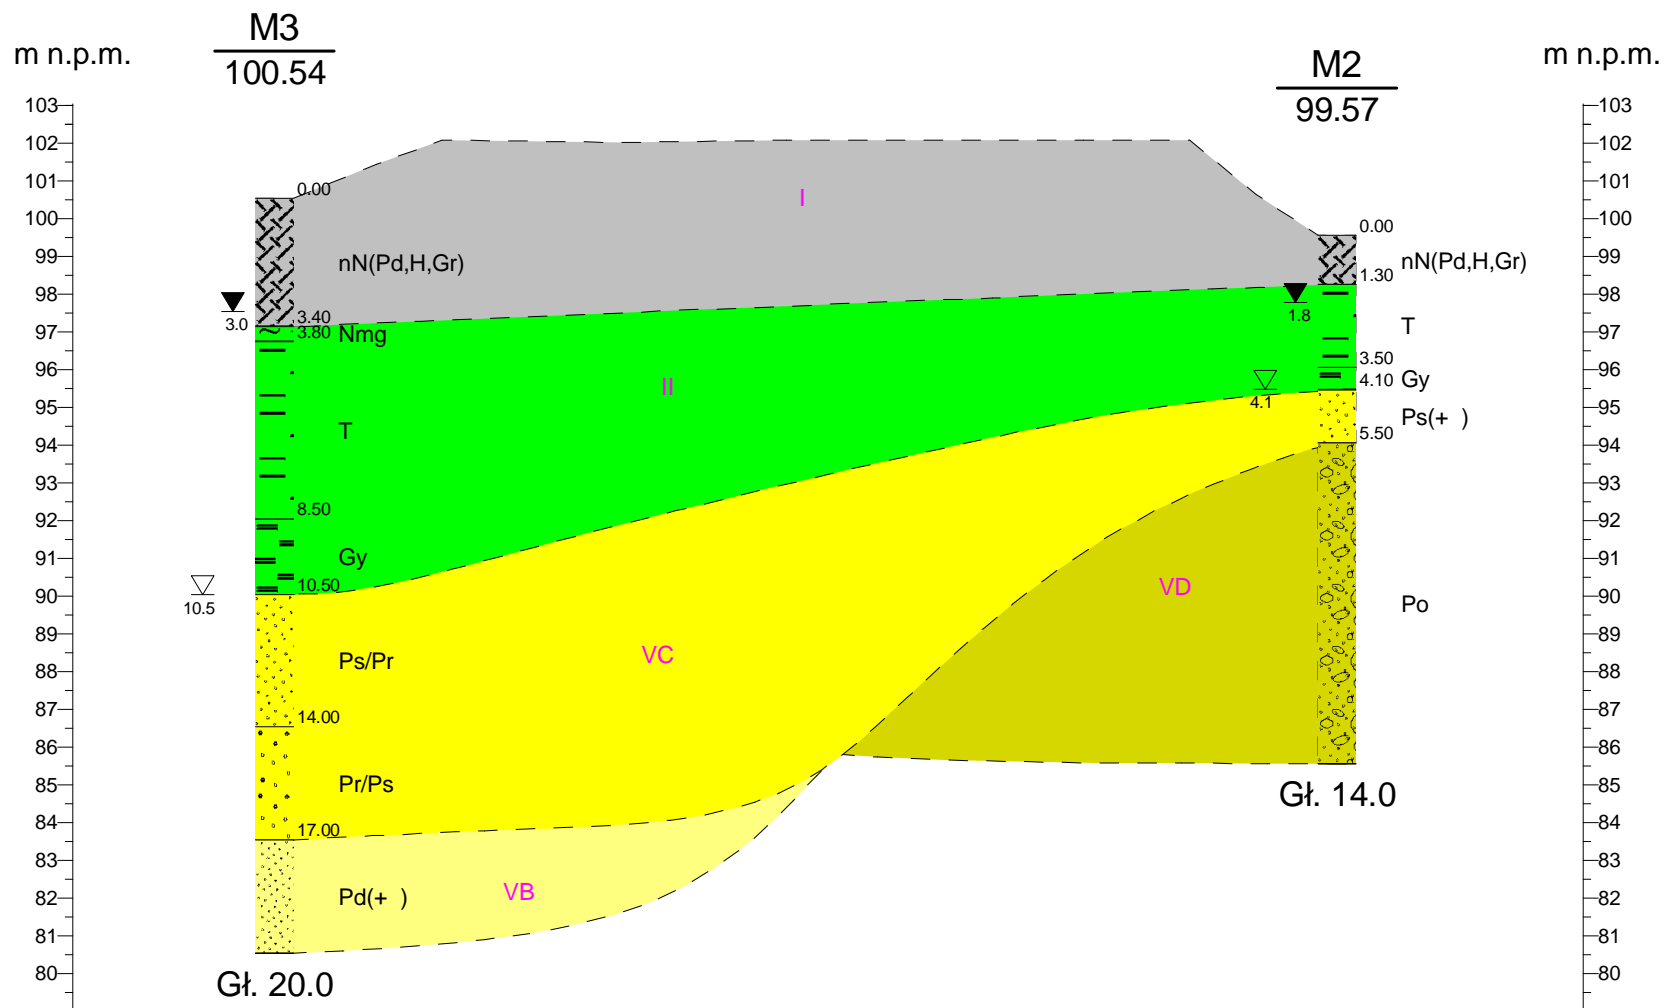 M3
100.54
m n.p.m.
M2
99.57
m n.p.m.
103
102
101
100
99
98
97
96
95
94
93
92
91
90
89
88
87
86
85
84
83
82
81
80
0.00
3.40
3.80
8.50
10.50
14.00
17.00
3.0
10.5
nN(Pd,H,Gr)
Nmg
T
Gy
Ps/Pr
Pr/Ps
Pd(+ )
Gł. 20.0
I
II
VC
VB
VD
0.00
1.30
3.50
4.10
5.50
1.8
4.1
nN(Pd,H,Gr)
T
Gy
Ps(+ )
Po
Gł. 14.0
103
102
101
100
99
98
97
96
95
94
93
92
91
90
89
88
87
86
85
84
83
82
81
80